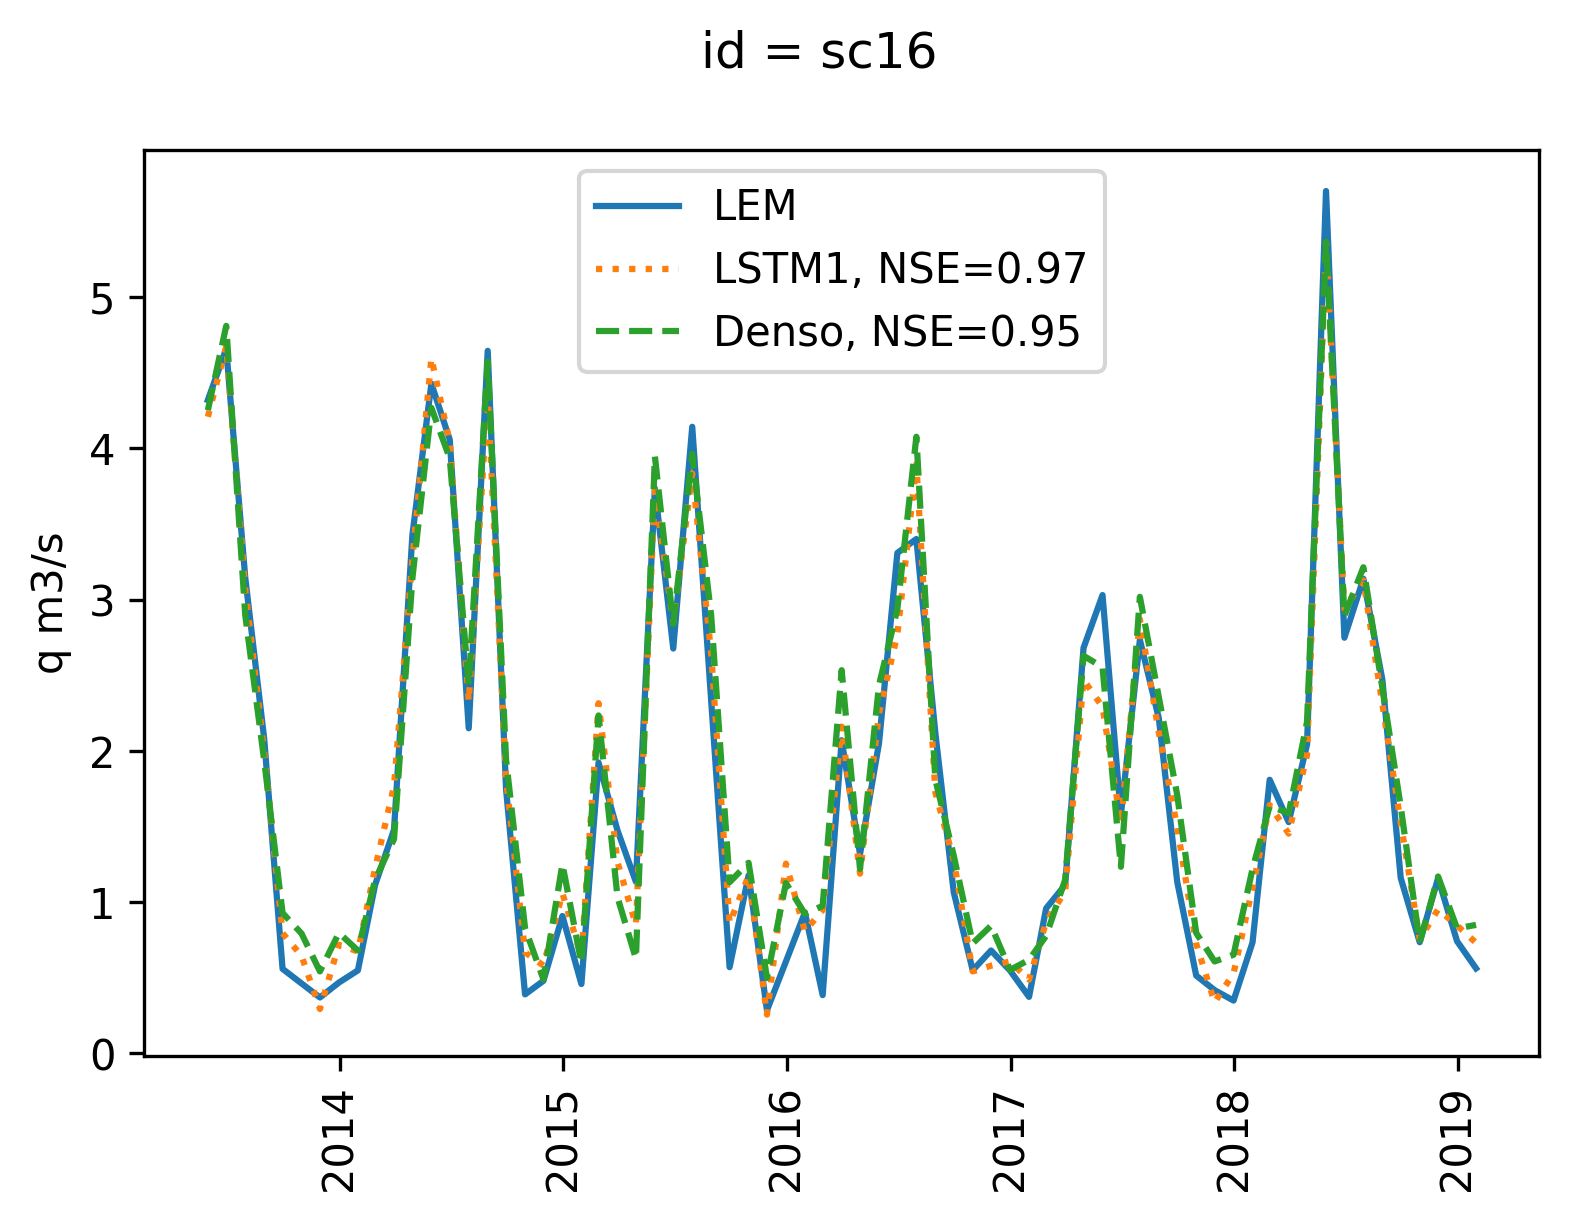 id = sc16
LEM
LSTM1, NSE=0.97
Denso, NSE=0.95
q m3/s
5
4
3
2
1
0
2014
2015
2016
2017
2018
2019